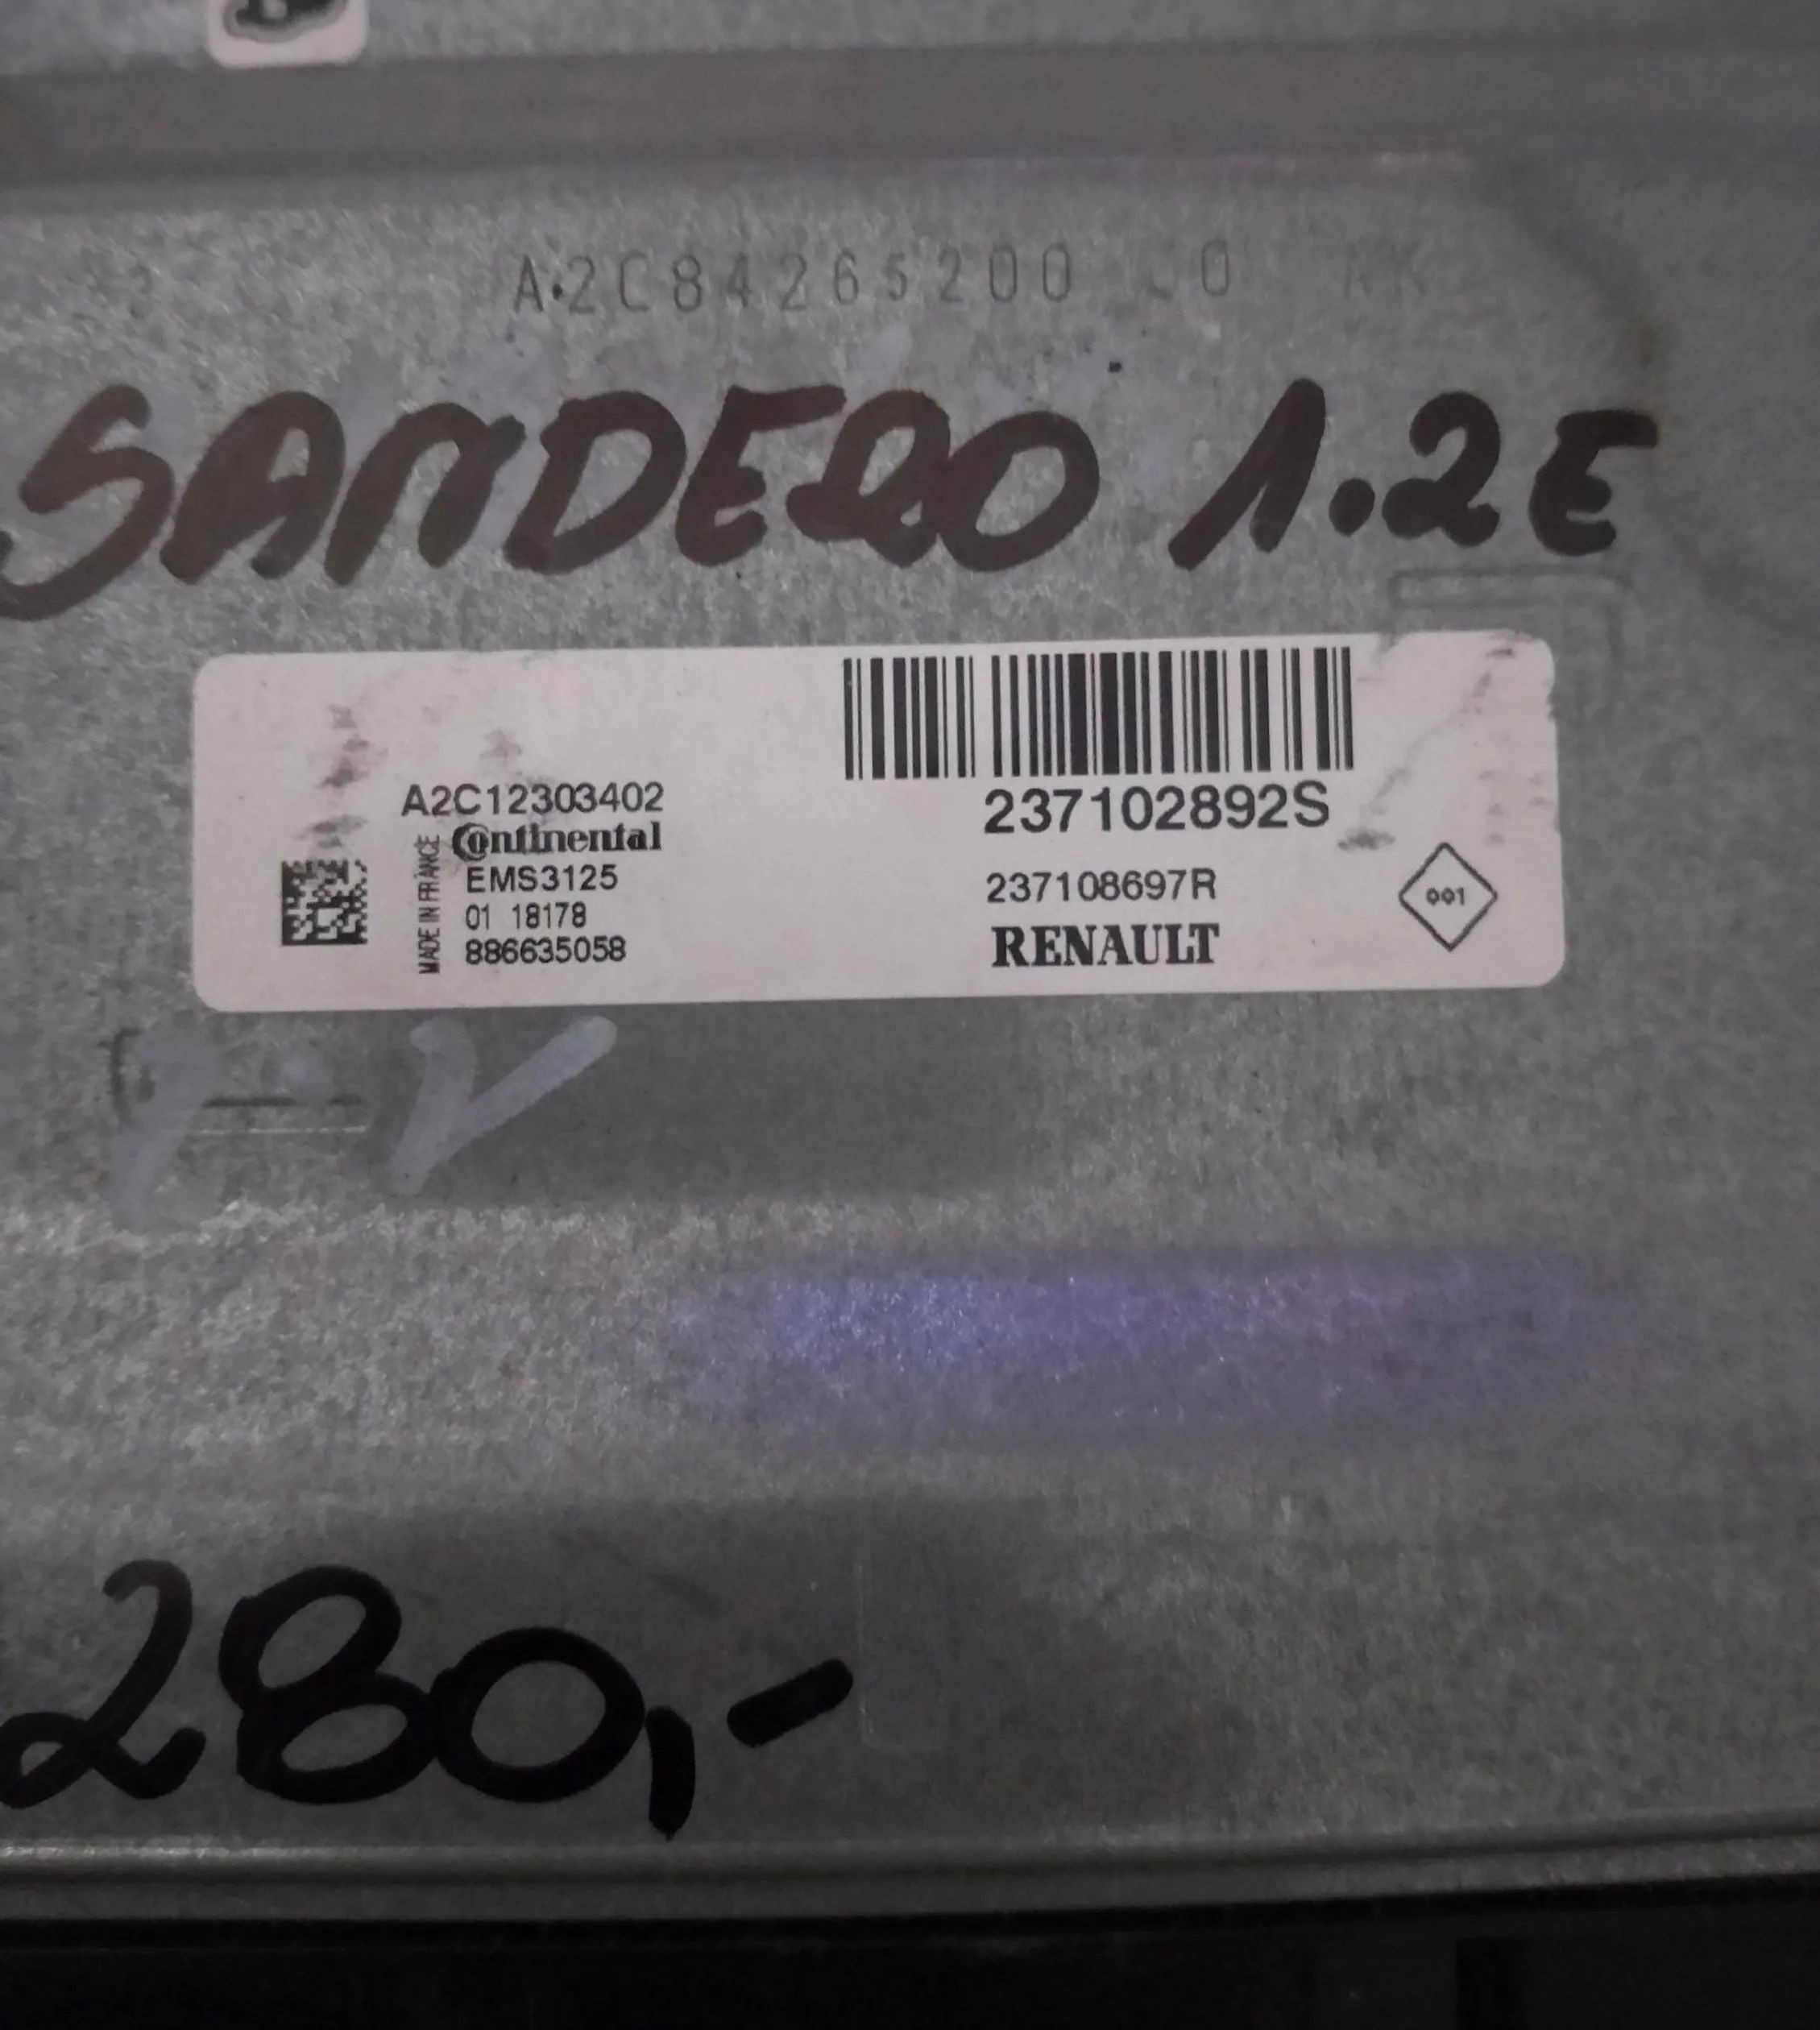 A2C84265200
SANDERO 1.2E
A2C12303402
Continental
MADE IN FRANCE
EMS3125
01 18178
886635058
237102892S
237108697R
RENAULT
001
280,-